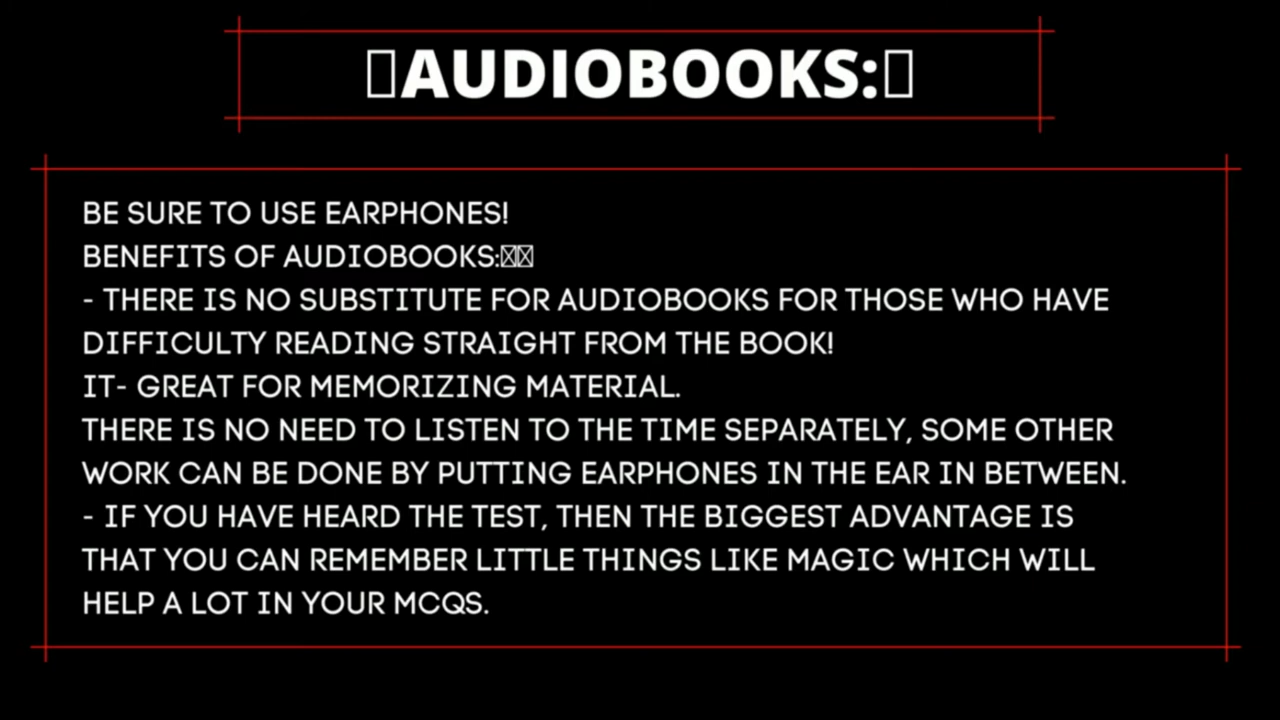 AUDIOBOOKS:
BE SURE TO USE EARPHONES!
BENEFITS OF AUDIOBOOKS:
- THERE IS NO SUBSTITUTE FOR AUDIOBOOKS FOR THOSE WHO HAVE
DIFFICULTY READING STRAIGHT FROM THE BOOK!
IT- GREAT FOR MEMORIZING MATERIAL.
THERE IS NO NEED TO LISTEN TO THE TIME SEPARATELY, SOME OTHER
WORK CAN BE DONE BY PUTTING EARPHONES IN THE EAR IN BETWEEN.
- IF YOU HAVE HEARD THE TEST, THEN THE BIGGEST ADVANTAGE IS
THAT YOU CAN REMEMBER LITTLE THINGS LIKE MAGIC WHICH WILL
HELP A LOT IN YOUR MCQS.